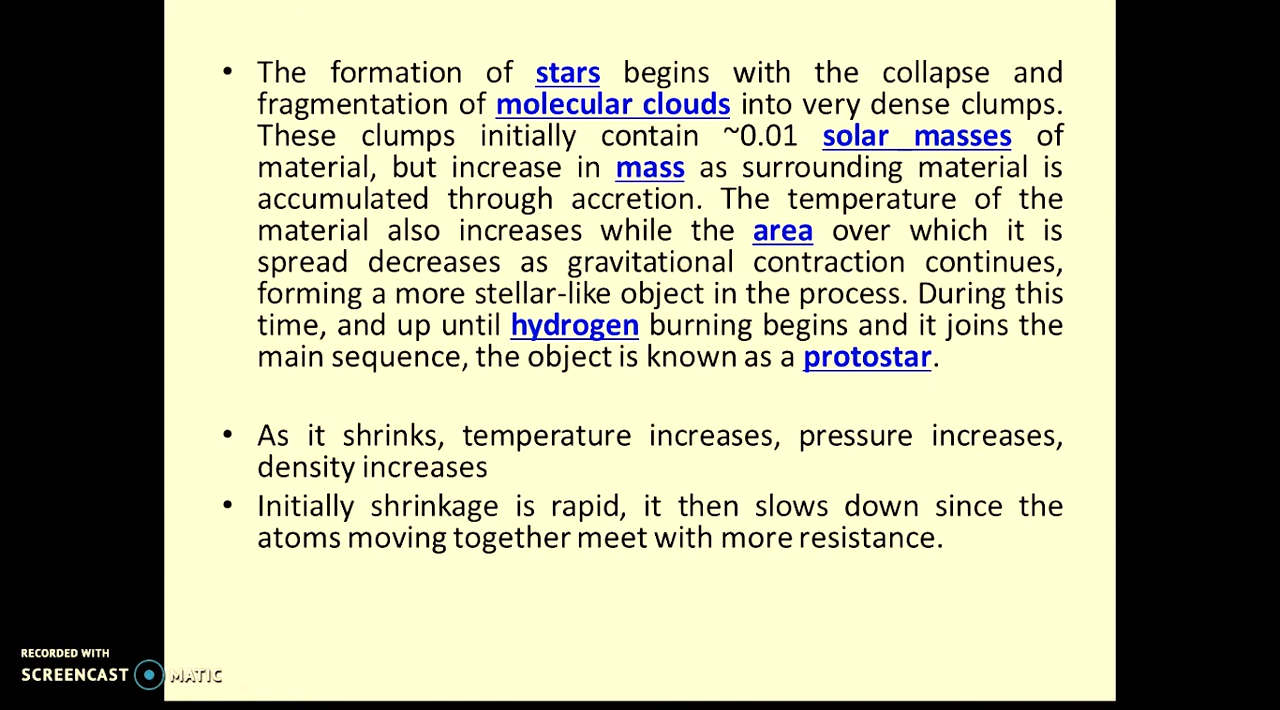 • The formation of stars begins with the collapse and
fragmentation of molecular clouds into very dense clumps.
These clumps initially contain ~0.01 solar masses of
material, but increase in mass as surrounding material is
accumulated through accretion. The temperature of the
material also increases while the area over which it is
spread decreases as gravitational contraction continues,
forming a more stellar-like object in the process. During this
time, and up until hydrogen burning begins and it joins the
main sequence, the object is known as a protostar.
• As it shrinks, temperature increases, pressure increases,
density increases
• Initially shrinkage is rapid, it then slows down since the
atoms moving together meet with more resistance.
RECORDED WITH
SCREENCAST MATIC